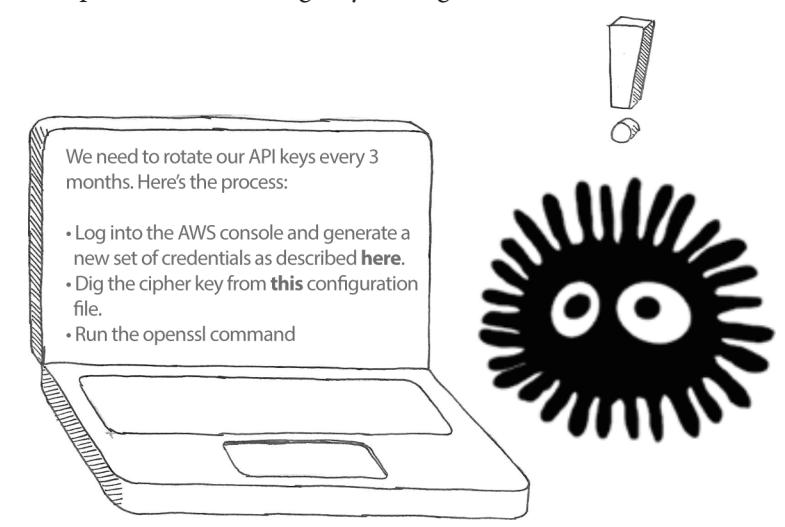 We need to rotate our API keys every 3
months. Here's the process:
• Log into the AWS console and generate a
new set of credentials as described here.
• Dig the cipher key from this configuration
file.
• Run the openssl command
!